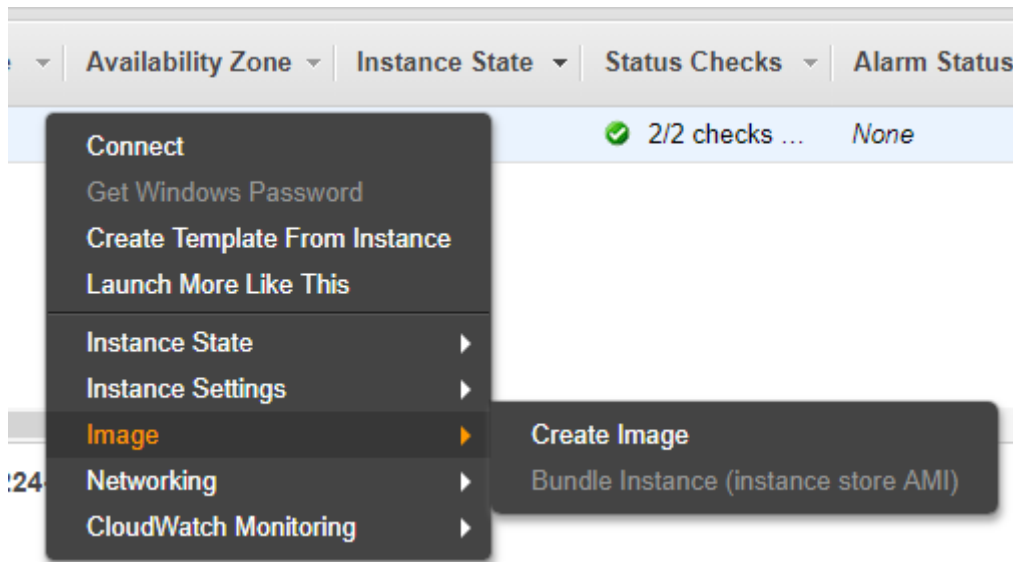 Availability Zone
Instance State
Status Checks
Alarm Status
2/2 checks ...
None
Connect
Get Windows Password
Create Template From Instance
Launch More Like This
Instance State
Instance Settings
Image
Networking
CloudWatch Monitoring
Create Image
Bundle Instance (instance store AMI)